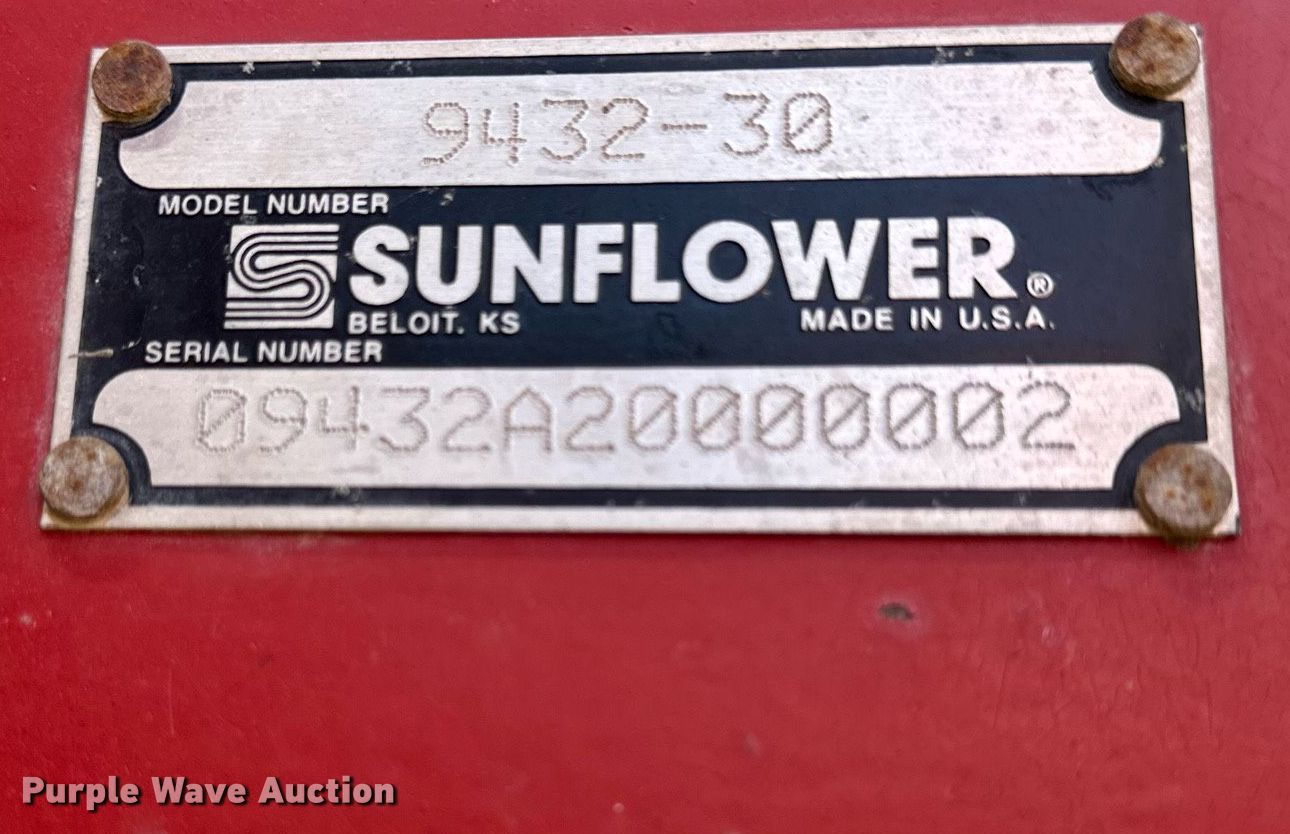 9432-30
MODEL NUMBER
SUNFLOWER®
BELOIT. KS MADE IN U.S.A.
SERIAL NUMBER
09432A20000002
Purple Wave Auction